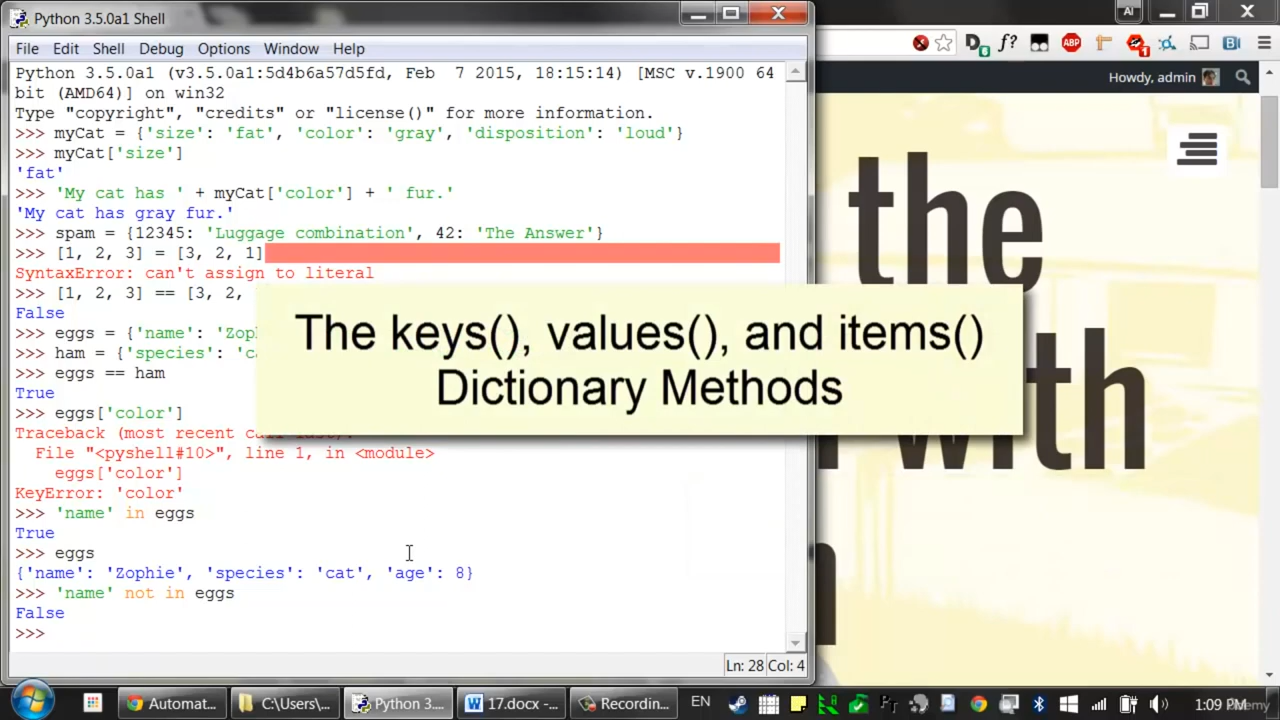 Python 3.5.0a1 Shell
File Edit Shell Debug Options Window Help
Python 3.5.0a1 (v3.5.0a1:5d4b6a57d5fd, Feb 7 2015, 18:15:14) [MSC v.1900 64
bit (AMD64)] on win32
Type "copyright", "credits" or "license()" for more information.
>>> myCat = {'size': 'fat', 'color': 'gray', 'disposition': 'loud'}
>>> myCat['size']
'fat'
>>> 'My cat has ' + myCat['color'] + ' fur.'
'My cat has gray fur.'
>>> spam = {12345: 'Luggage combination', 42: 'The Answer'}
>>> [1, 2, 3] = [3, 2, 1]
SyntaxError: can't assign to literal
>>> [1, 2, 3] == [3, 2,
False
>>> eggs = {'name': 'Zop
>>> ham = {'species': 'c
>>> eggs == ham
True
>>> eggs['color']
Traceback (most recent call last):
File "<pyshell#10>", line 1, in <module>
eggs['color']
KeyError: 'color'
>>> 'name' in eggs
True
>>> eggs
{'name': 'Zophie', 'species': 'cat', 'age': 8}
>>> 'name' not in eggs
False
>>>
Ln: 28 Col: 4
The keys(), values(), and items()
Dictionary Methods
AI
D 6 f? ABP 1 B
Howdy, admin
the
with
Automat... C:\Users\... Python 3.... 17.docx - ... Recordin... EN 1:09 PM